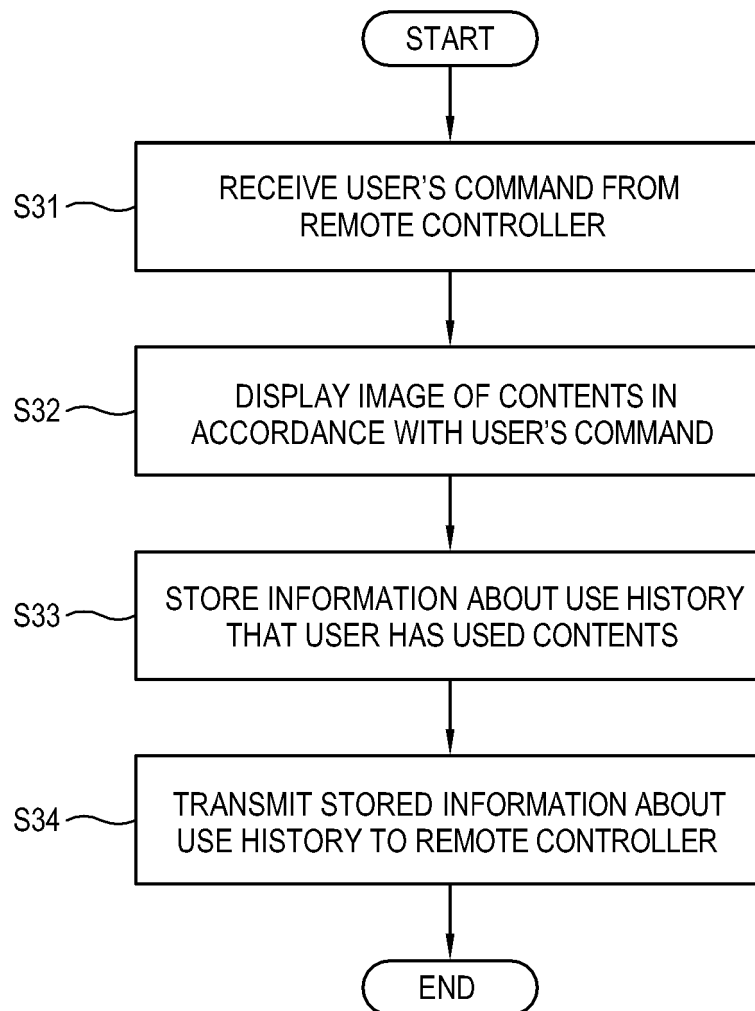 START
S31
RECEIVE USER'S COMMAND FROM
REMOTE CONTROLLER
S32
DISPLAY IMAGE OF CONTENTS IN
ACCORDANCE WITH USER'S COMMAND
S33
STORE INFORMATION ABOUT USE HISTORY
THAT USER HAS USED CONTENTS
S34
TRANSMIT STORED INFORMATION ABOUT
USE HISTORY TO REMOTE CONTROLLER
END